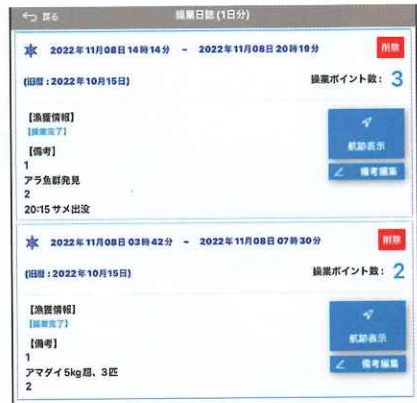 戻る
操業日誌(1日分)
2022年11月08日14時14分 ~ 2022年11月08日20時19分
削除
(旧暦:2022年10月15日)
操業ポイント数: 3
【漁獲情報】
【操業完了】
【備考】
1
アラ魚群発見
2
20:15 サメ出没
航跡表示
備考編集
2022年11月08日03時42分 ~ 2022年11月08日07時30分
削除
(旧暦:2022年10月15日)
操業ポイント数: 2
【漁獲情報】
【操業完了】
【備考】
1
アマダイ5kg超、3匹
2
航跡表示
備考編集